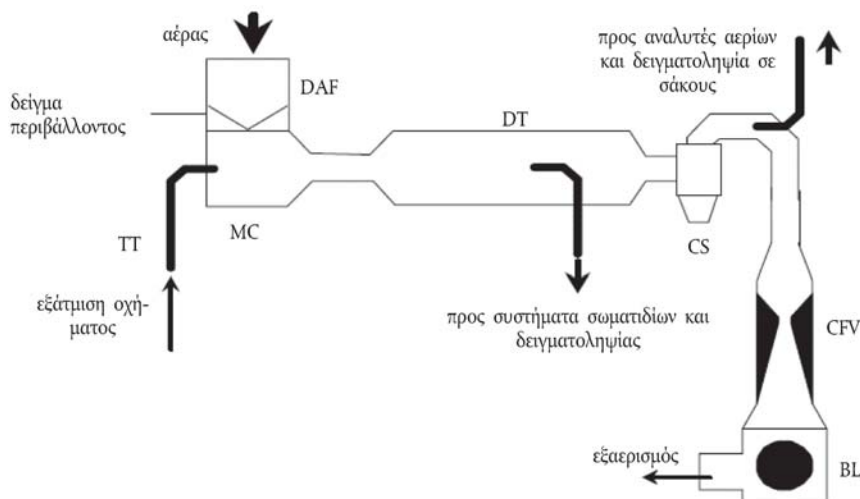 αέρας
προς αναλυτές αερίων
και δειγματοληψία σε
σάκους
DAF
δείγμα
περιβάλλοντος
DT
MC
CS
TT
εξάτμιση οχή-
ματος
προς συστήματα σωματιδίων και
δειγματοληψίας
CFV
εξαερισμός
BL